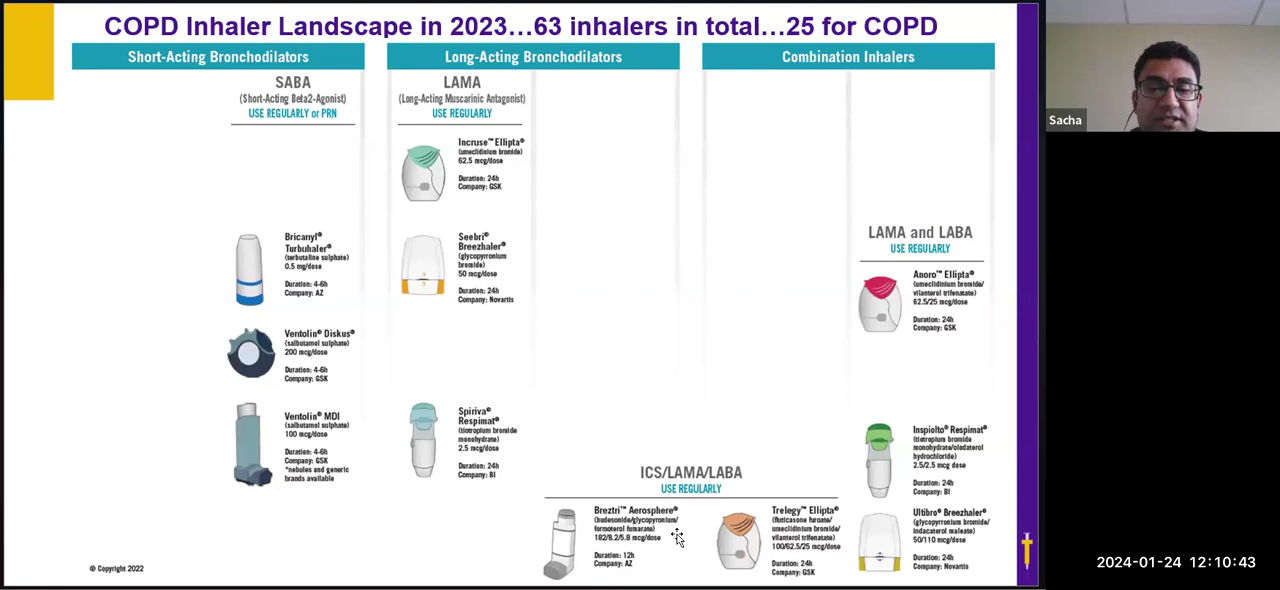 COPD Inhaler Landscape in 2023...63 inhalers in total...25 for COPD
Short-Acting Bronchodilators
SABA
(Short-Acting Beta2-Agonist)
USE REGULARLY or PRN
Bricanyl®
Turbuhaler®
(terbutaline sulphate)
0.5 mg/dose
Duration: 4-6h
Company: AZ
Ventolin® Diskus®
(salbutamol sulphate)
200 mcg/dose
Duration: 4-6h
Company: GSK
Ventolin® MDI
(salbutamol sulphate)
100 mcg/dose
Duration: 4-6h
Company: GSK
*nebules and generic
brands available
Long-Acting Bronchodilators
LAMA
(Long-Acting Muscarinic Antagonist)
USE REGULARLY
Incruse™ Ellipta®
(umeclidinium bromide)
62.5 mcg/dose
Duration: 24h
Company: GSK
Seebri®
Breezhaler®
(glycopyrronium
bromide)
50 mcg/dose
Duration: 24h
Company: Novartis
Spiriva®
Respimat®
(tiotropium bromide
monohydrate)
2.5 mcg/dose
Duration: 24h
Company: BI
Combination Inhalers
LAMA and LABA
USE REGULARLY
Anoro™ Ellipta®
(umeclidinium bromide/
vilanterol trifenatate)
62.5/25 mcg/dose
Duration: 24h
Company: GSK
Inspiolto® Respimat®
(tiotropium bromide
monohydrate/olodaterol
hydrochloride)
2.5/2.5 mcg dose
Duration: 24h
Company: BI
Ultibro® Breezhaler®
(glycopyrronium bromide/
indacaterol maleate)
50/110 mcg/dose
Duration: 24h
Company: Novartis
ICS/LAMA/LABA
USE REGULARLY
Breztri™ Aerosphere®
(budesonide/glycopyrronium/
formoterol fumarate)
182/8.2/5.8 mcg/dose
Duration: 12h
Company: AZ
Trelegy™ Ellipta®
(fluticasone furoate/
umeclidinium bromide/
vilanterol trifenatate)
100/62.5/25 mcg/dose
Duration: 24h
Company: GSK
© Copyright 2022
Sacha
2024-01-24 12:10:43